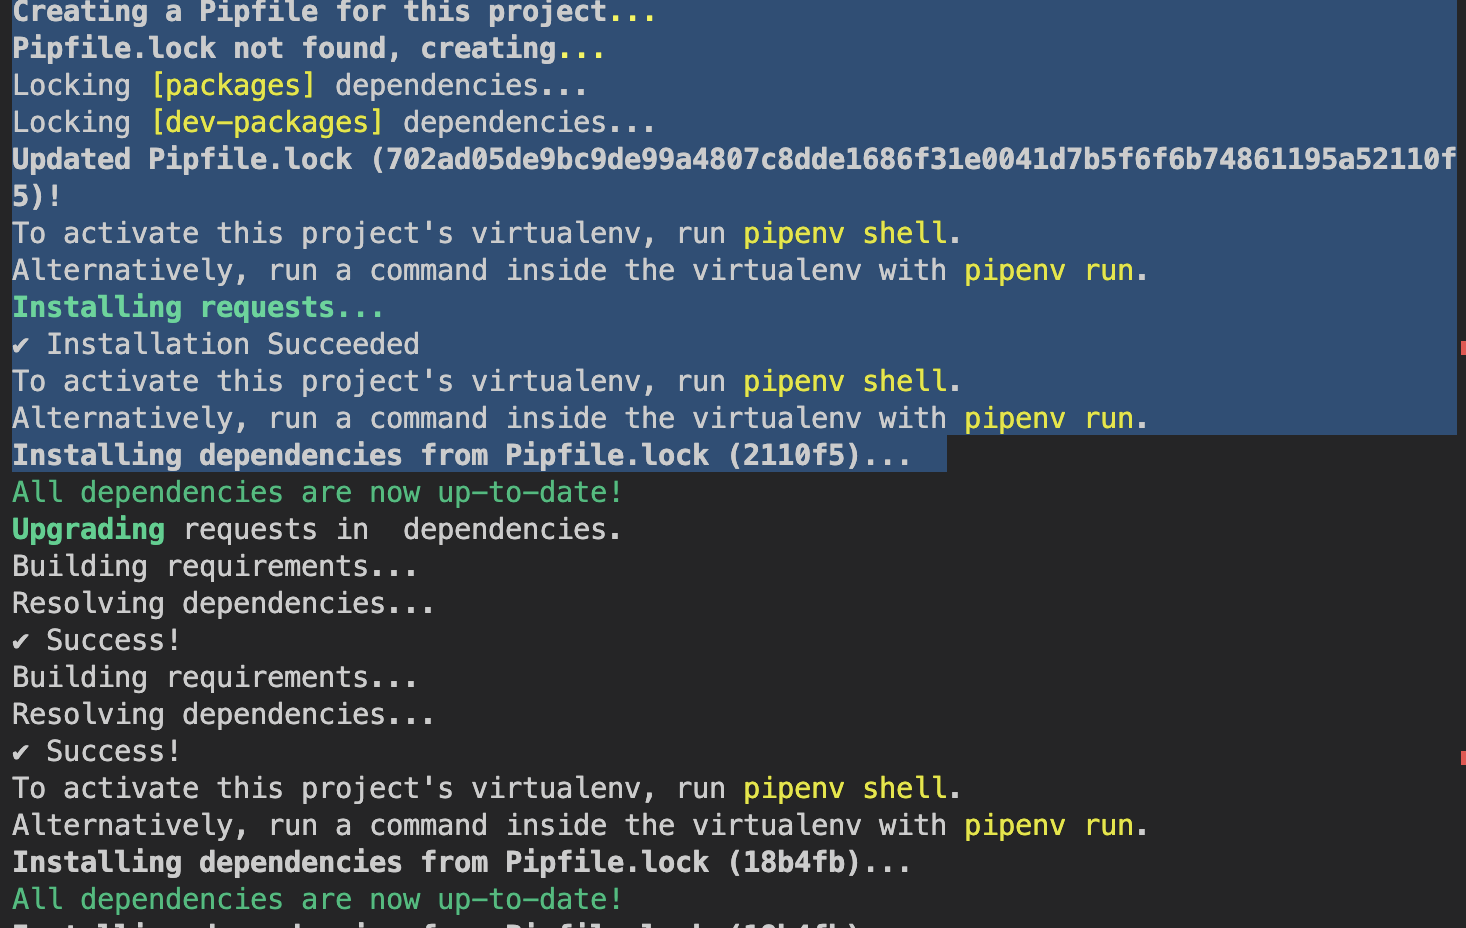 Creating a Pipfile for this project...
Pipfile.lock not found, creating...
Locking [packages] dependencies...
Locking [dev-packages] dependencies...
Updated Pipfile.lock (702ad05de9bc9de99a4807c8dde1686f31e0041d7b5f6f6b74861195a52110f
5)!
To activate this project's virtualenv, run pipenv shell.
Alternatively, run a command inside the virtualenv with pipenv run.
Installing requests...
✔ Installation Succeeded
To activate this project's virtualenv, run pipenv shell.
Alternatively, run a command inside the virtualenv with pipenv run.
Installing dependencies from Pipfile.lock (2110f5)...
All dependencies are now up-to-date!
Upgrading requests in  dependencies.
Building requirements...
Resolving dependencies...
✔ Success!
Building requirements...
Resolving dependencies...
✔ Success!
To activate this project's virtualenv, run pipenv shell.
Alternatively, run a command inside the virtualenv with pipenv run.
Installing dependencies from Pipfile.lock (18b4fb)...
All dependencies are now up-to-date!